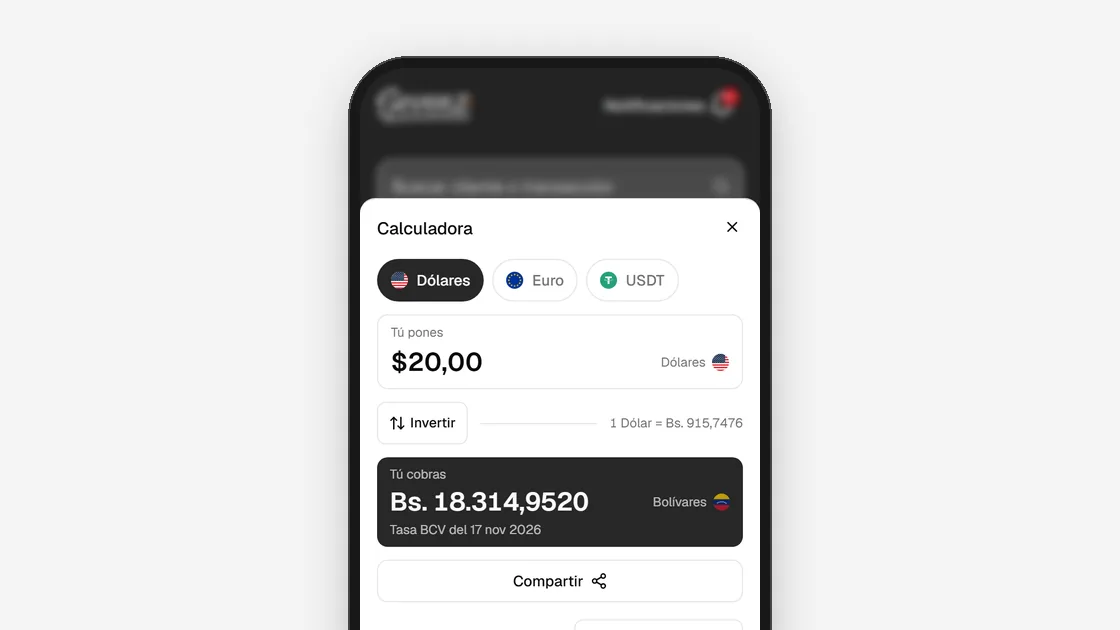 Calculadora
Dólares
Euro
USDT
Tú pones
$20,00
Dólares
Invertir
1 Dólar = Bs. 915,7476
Tú cobras
Bs. 18.314,9520
Bolívares
Tasa BCV del 17 nov 2026
Compartir